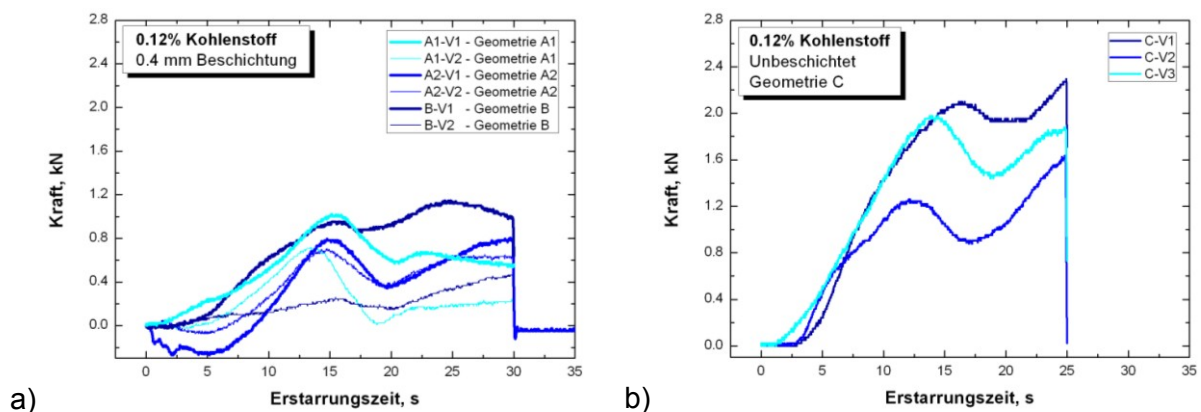 0.12% Kohlenstoff
0.4 mm Beschichtung
A1-V1 - Geometrie A1
A1-V2 - Geometrie A1
A2-V1 - Geometrie A2
A2-V2 - Geometrie A2
B-V1 - Geometrie B
B-V2 - Geometrie B
Kraft, kN
2.8
2.4
2.0
1.6
1.2
0.8
0.4
0.0
0 5 10 15 20 25 30 35
Erstarrungszeit, s
a)
0.12% Kohlenstoff
Unbeschichtet
Geometrie C
C-V1
C-V2
C-V3
Kraft, kN
2.8
2.4
2.0
1.6
1.2
0.8
0.4
0.0
0 5 10 15 20 25 30 35
Erstarrungszeit, s
b)